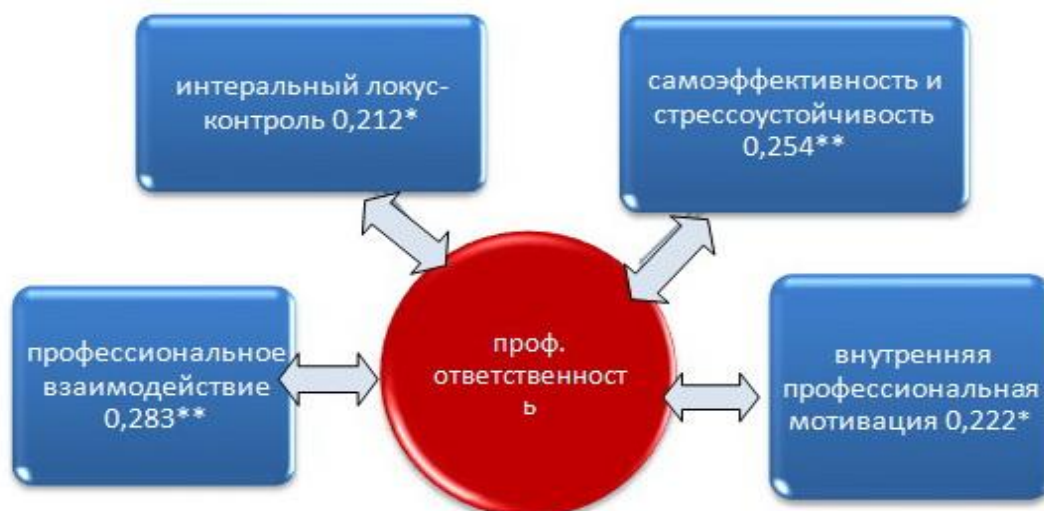 интеральный локус-
контроль 0,212*
самоэффективность и
стрессоустойчивость
0,254**
профессиональное
взаимодействие
0,283**
проф.
ответственност
ь
внутренняя
профессиональная
мотивация 0,222*